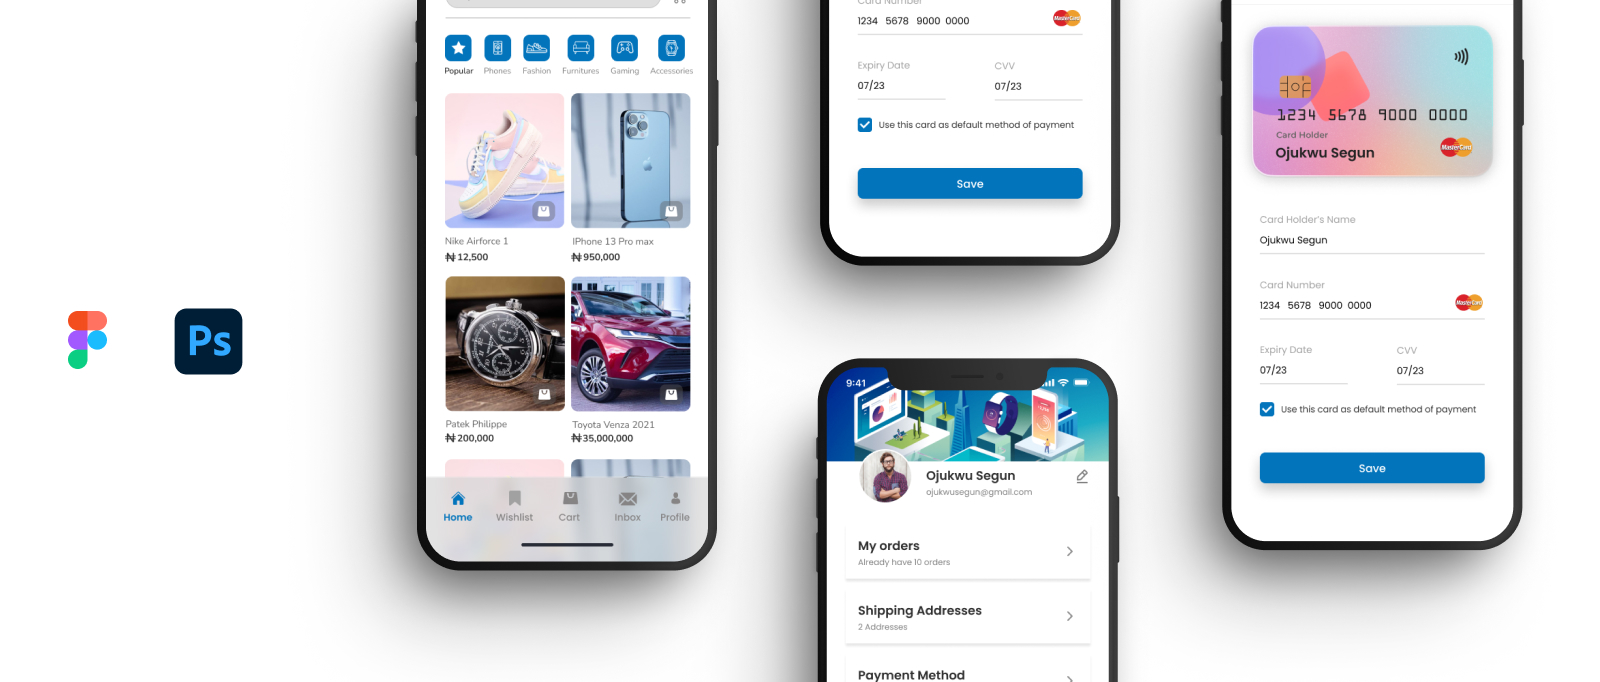 Ps
Popular Phones Fashion Furnitures Gaming Accessories
Nike Airforce 1
₦ 12,500
IPhone 13 Pro max
₦ 950,000
Patek Philippe
₦ 200,000
Toyota Venza 2021
₦ 35,000,000
Home Wishlist Cart Inbox Profile
Card Number
1234 5678 9000 0000
MasterCard
Expiry Date
CVV
07/23
07/23
Use this card as default method of payment
Save
9:41
Ojukwu Segun
ojukwusegun@gmail.com
My orders
Already have 10 orders
Shipping Addresses
2 Addresses
Payment Method
1234 5678 9000 0000
Card Holder
Ojukwu Segun
MasterCard
Card Holder's Name
Ojukwu Segun
Card Number
1234 5678 9000 0000
MasterCard
Expiry Date
CVV
07/23
07/23
Use this card as default method of payment
Save